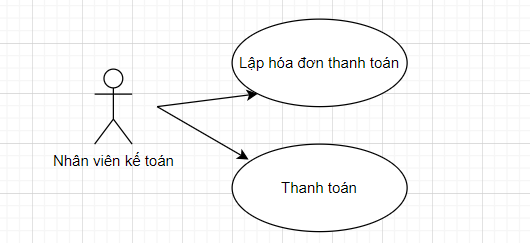 Lập hóa đơn thanh toán
Nhân viên kế toán
Thanh toán